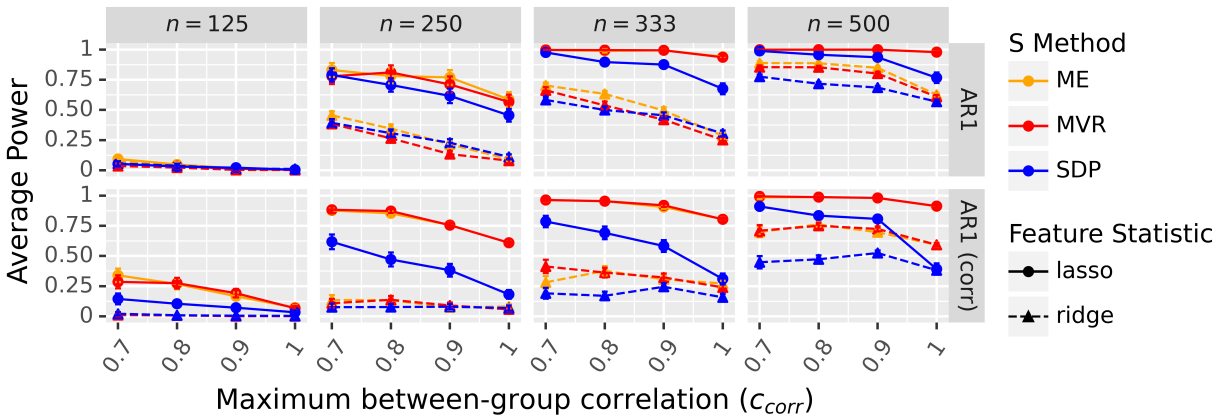 n = 125
n = 250
n = 333
n = 500
Average Power
1
0.75
0.50
0.25
0
AR1
1
0.75
0.50
0.25
0
AR1 (corr)
0.7
0.8
0.9
1
0.7
0.8
0.9
1
0.7
0.8
0.9
1
0.7
0.8
0.9
1
Maximum between-group correlation (c_corr)
S Method
ME
MVR
SDP
Feature Statistic
lasso
ridge